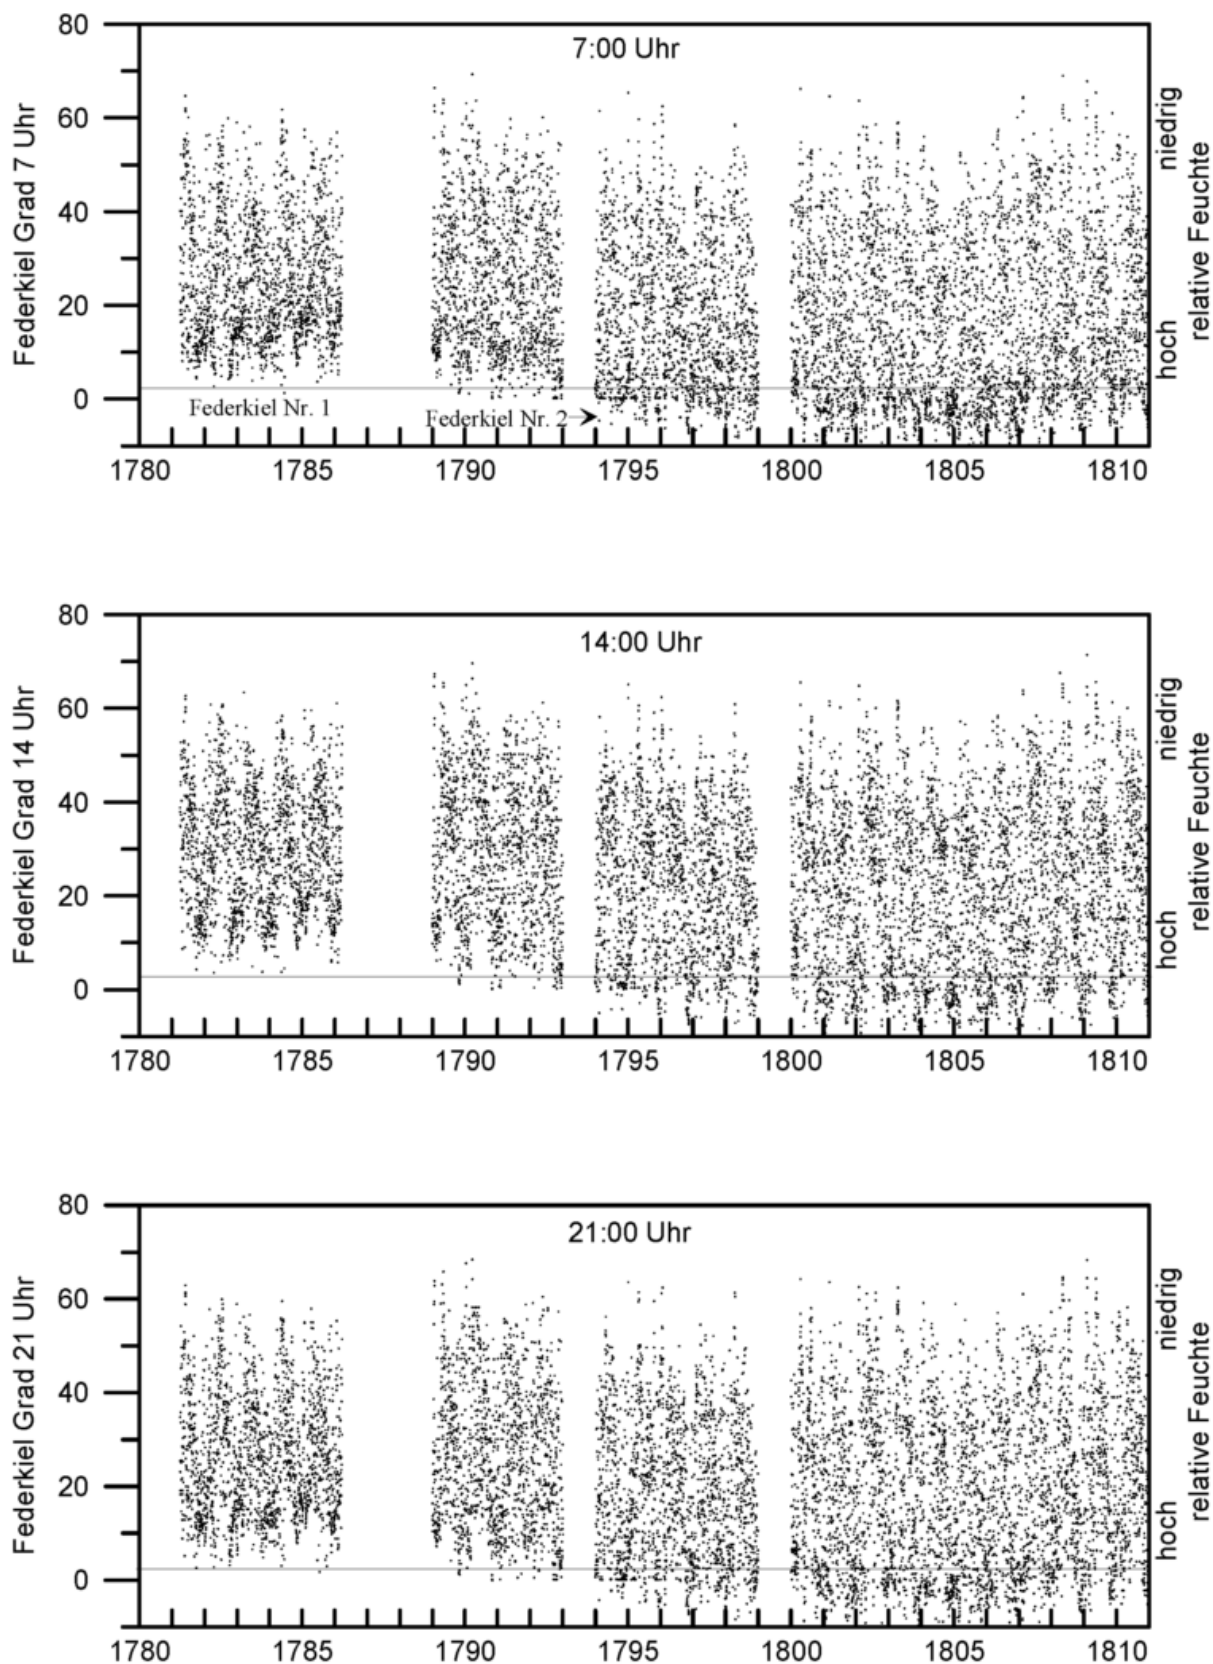 7:00 Uhr
Federkiel Grad 7 Uhr
80
60
40
20
0
niedrig
hoch
relative Feuchte
Federkiel Nr. 1
Federkiel Nr. 2
1780 1785 1790 1795 1800 1805 1810
14:00 Uhr
Federkiel Grad 14 Uhr
80
60
40
20
0
niedrig
hoch
relative Feuchte
1780 1785 1790 1795 1800 1805 1810
21:00 Uhr
Federkiel Grad 21 Uhr
80
60
40
20
0
niedrig
hoch
relative Feuchte
1780 1785 1790 1795 1800 1805 1810